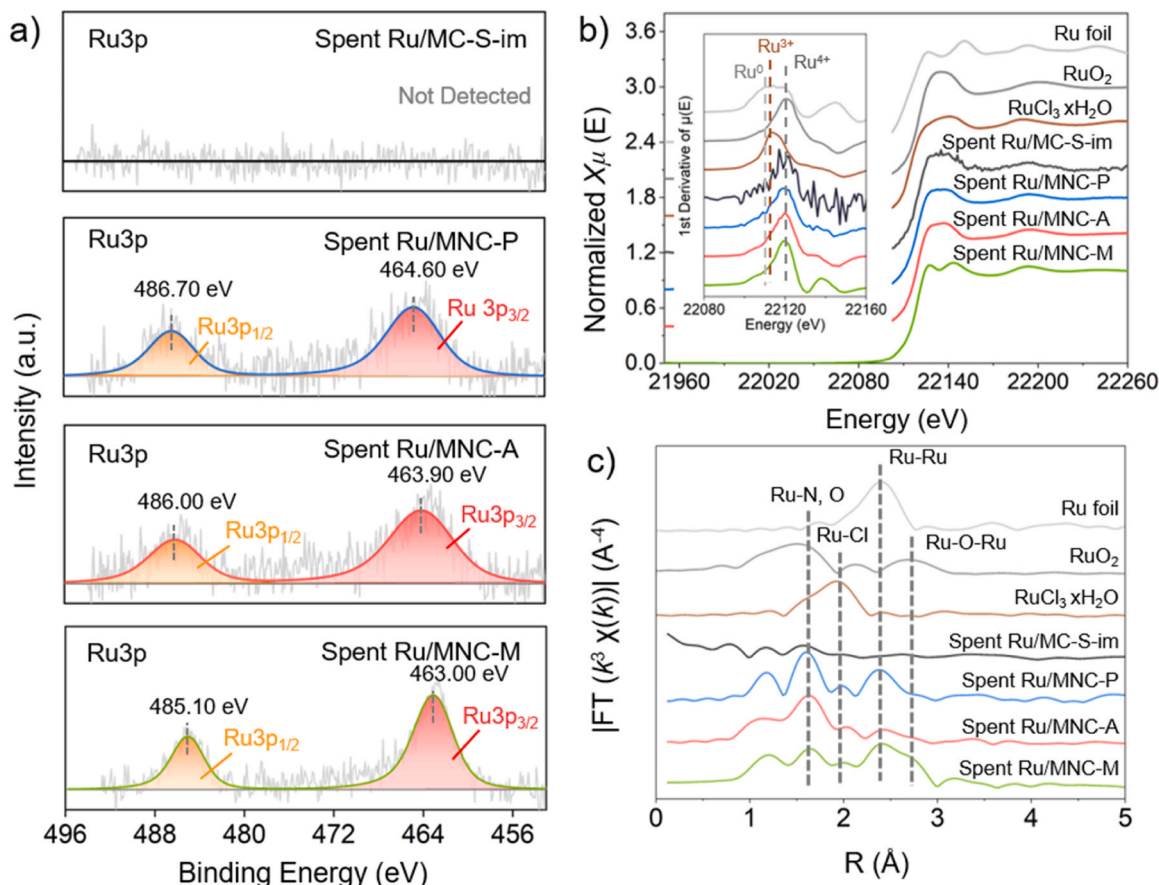 a)
Ru3p
Spent Ru/MC-S-im
Not Detected
Ru3p
Spent Ru/MNC-P
464.60 eV
486.70 eV
Ru3p1/2
Ru 3p3/2
Ru3p
Spent Ru/MNC-A
463.90 eV
486.00 eV
Ru3p1/2
Ru3p3/2
Ru3p
Spent Ru/MNC-M
463.00 eV
485.10 eV
Ru3p1/2
Ru3p3/2
496 486 480 472 464 456
Binding Energy (eV)
Intensity (a.u.)
b)
3.6
3.0
2.4
1.8
1.2
0.6
0.0
Normalized Xμ (E)
Ru0
Ru3+
Ru4+
1st Derivative of μ(E)
22080 22120 22160
Energy (eV)
Ru foil
RuO2
RuCl3 xH2O
Spent Ru/MC-S-im
Spent Ru/MNC-P
Spent Ru/MNC-A
Spent Ru/MNC-M
21960 22020 22080 22140 22200 22260
Energy (eV)
c)
Ru-Ru
Ru-N, O
Ru-Cl
Ru-O-Ru
Ru foil
RuO2
RuCl3 xH2O
Spent Ru/MC-S-im
Spent Ru/MNC-P
Spent Ru/MNC-A
Spent Ru/MNC-M
|FT (k3 χ(k))| (A-4)
0 1 2 3 4 5
R (Å)